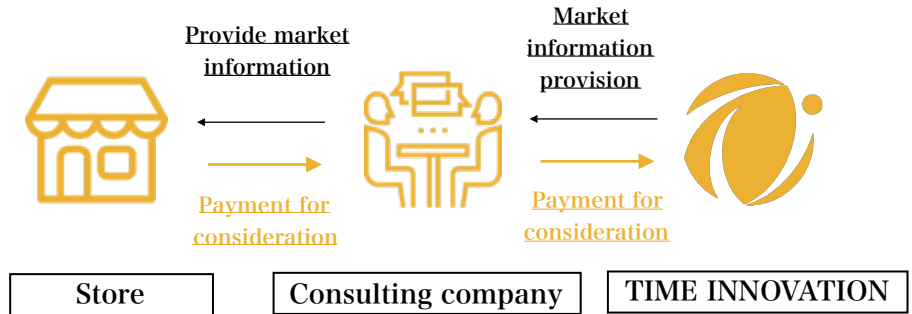 Provide market
information
Market
information
provision
Payment for
consideration
Payment for
consideration
Store
Consulting company
TIME INNOVATION